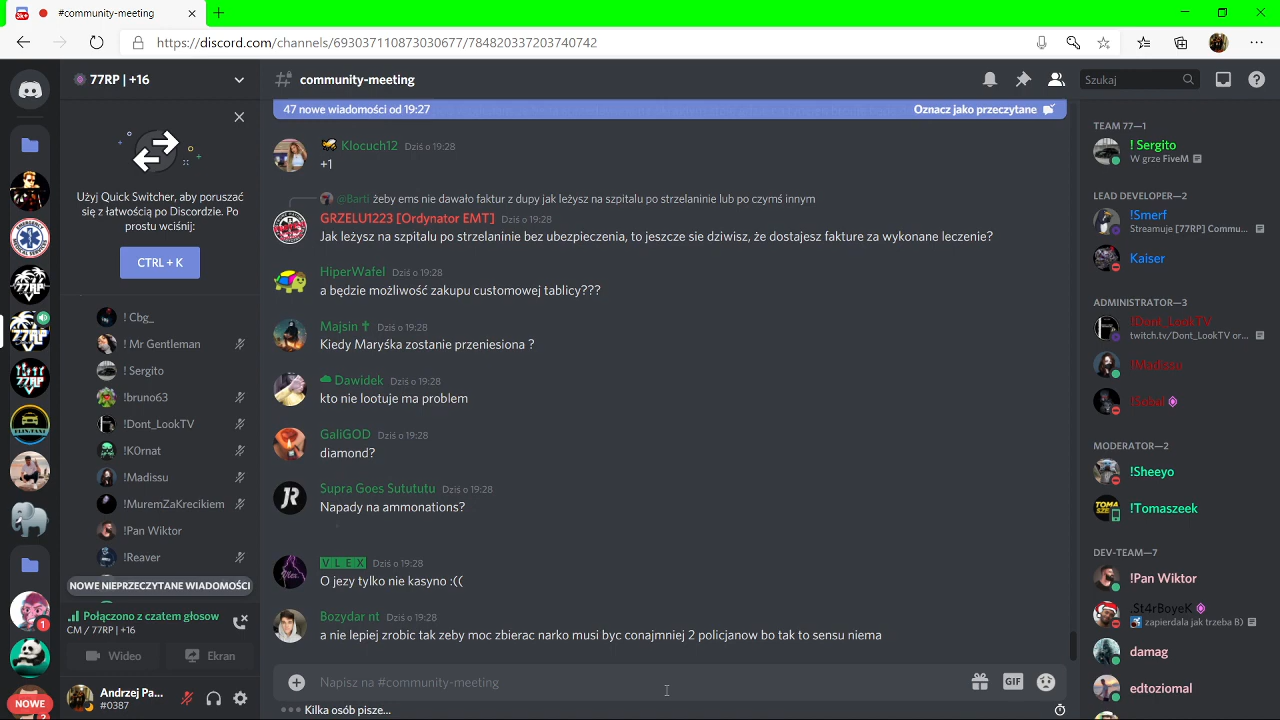 #community-meeting
https://discord.com/channels/693037110873030677/784820337203740742
77RP | +16
community-meeting
Szukaj
47 nowe wiadomości od 19:27
Oznacz jako przeczytane
Użyj Quick Switcher, aby poruszać
się z łatwością po Discordzie. Po
prostu wciśnij:
CTRL + K
! Cbg_
! Mr Gentleman
! Sergito
!bruno63
!Dont_LookTV
!K0rnat
!Madissu
!MuremZaKrecikiem
!Pan Wiktor
!Reaver
NOWE NIEPRZECZYTANE WIADOMOŚCI
Połączono z czatem głosow
CM / 77RP | +16
Wideo
Ekran
Andrzej Pa...
#0387
NOWE
Klocuch12 Dziś o 19:28
+1
@Barti żeby ems nie dawało faktur z dupy jak leżysz na szpitalu po strzelaninie lub po czymś innym
GRZELU1223 [Ordynator EMT] Dziś o 19:28
Jak leżysz na szpitalu po strzelaninie bez ubezpieczenia, to jeszcze sie dziwisz, że dostajesz fakture za wykonane leczenie?
HiperWafel Dziś o 19:28
a będzie możliwość zakupu customowej tablicy???
Majsin ✝ Dziś o 19:28
Kiedy Maryśka zostanie przeniesiona ?
Dawidek Dziś o 19:28
kto nie lootuje ma problem
GaliGOD Dziś o 19:28
diamond?
Supra Goes Sutututu Dziś o 19:28
Napady na ammonations?
V L E X Dziś o 19:28
O jezy tylko nie kasyno :((
Bozydar nt Dziś o 19:28
a nie lepiej zrobic tak zeby moc zbierac narko musi byc conajmniej 2 policjanow bo tak to sensu niema
Napisz na #community-meeting
GIF
Kilka osób pisze...
TEAM 77—1
! Sergito
W grze FiveM
LEAD DEVELOPER—2
!Smerf
Streamuje [77RP] Commu...
Kaiser
ADMINISTRATOR—3
!Dont_LookTV
twitch.tv/Dont_LookTV or...
!Madissu
!Sobal
MODERATOR—2
!Sheeyo
!Tomaszeek
DEV-TEAM—7
!Pan Wiktor
.St4rBoyeK
zapierdala jak trzeba B)
damag
edtoziomal